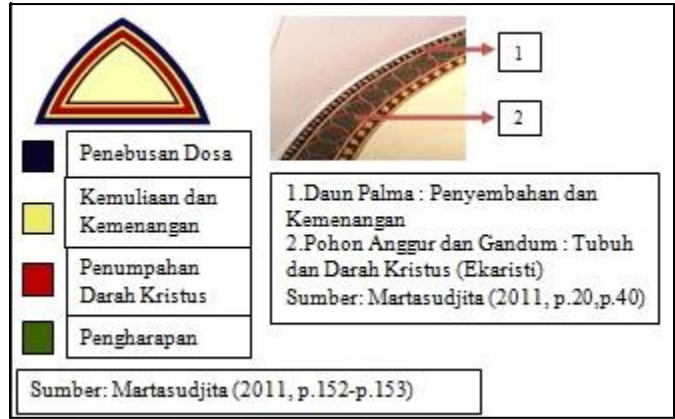 1
2
Penebusan Dosa
Kemuliaan dan
Kemenangan
Penumpahan
Darah Kristus
Pengharapan
1.Daun Palma : Penyembahan dan
Kemenangan
2.Pohon Anggur dan Gandum : Tubuh
dan Darah Kristus (Ekaristi)
Sumber: Martasudjita (2011, p.20,p.40)
Sumber: Martasudjita (2011, p.152-p.153)